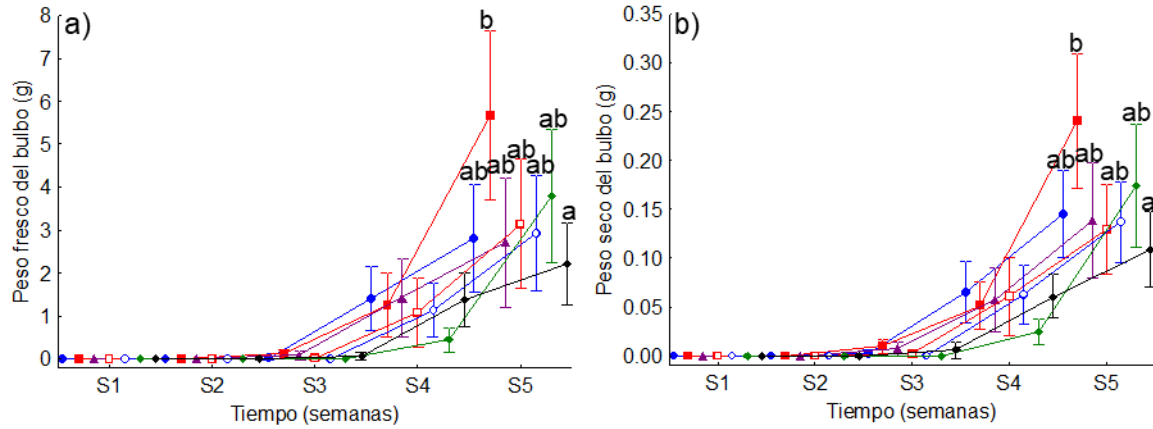 a)
Peso fresco del bulbo (g)
8
7
6
5
4
3
2
1
0
b
ab
ab
ab
ab
ab
a
S1 S2 S3 S4 S5
Tiempo (semanas)
b)
Peso seco del bulbo (g)
0.35
0.30
0.25
0.20
0.15
0.10
0.05
0.00
b
ab
ab
ab
ab
ab
a
S1 S2 S3 S4 S5
Tiempo (semanas)